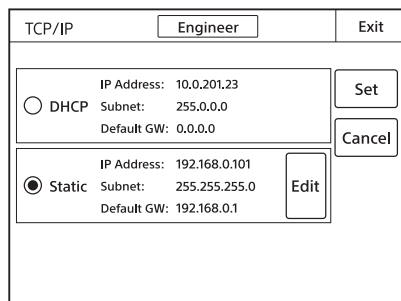 TCP/IP Engineer Exit
IP Address: 10.0.201.23
DHCP Subnet: 255.0.0.0
Default GW: 0.0.0.0
Set
Cancel
IP Address: 192.168.0.101
Static Subnet: 255.255.255.0
Default GW: 192.168.0.1
Edit